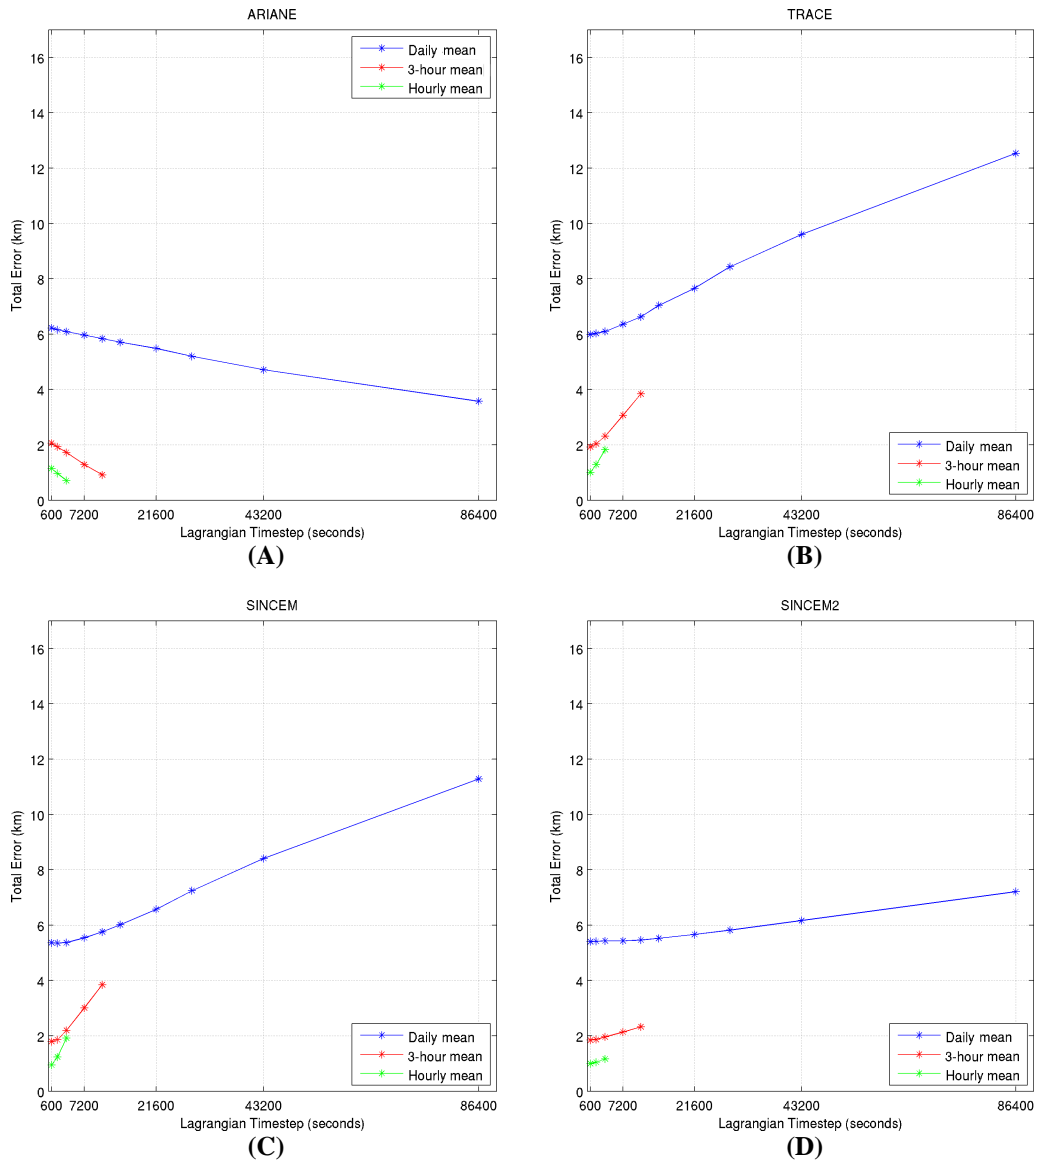 ARIANE
Total Error (km)
16
14
12
10
8
6
4
2
0
Daily mean
3-hour mean
Hourly mean
600 7200 21600 43200 86400
Lagrangian Timestep (seconds)
(A)
TRACE
Total Error (km)
16
14
12
10
8
6
4
2
0
Daily mean
3-hour mean
Hourly mean
600 7200 21600 43200 86400
Lagrangian Timestep (seconds)
(B)
SINCEM
Total Error (km)
16
14
12
10
8
6
4
2
0
Daily mean
3-hour mean
Hourly mean
600 7200 21600 43200 86400
Lagrangian Timestep (seconds)
(C)
SINCEM2
Total Error (km)
16
14
12
10
8
6
4
2
0
Daily mean
3-hour mean
Hourly mean
600 7200 21600 43200 86400
Lagrangian Timestep (seconds)
(D)